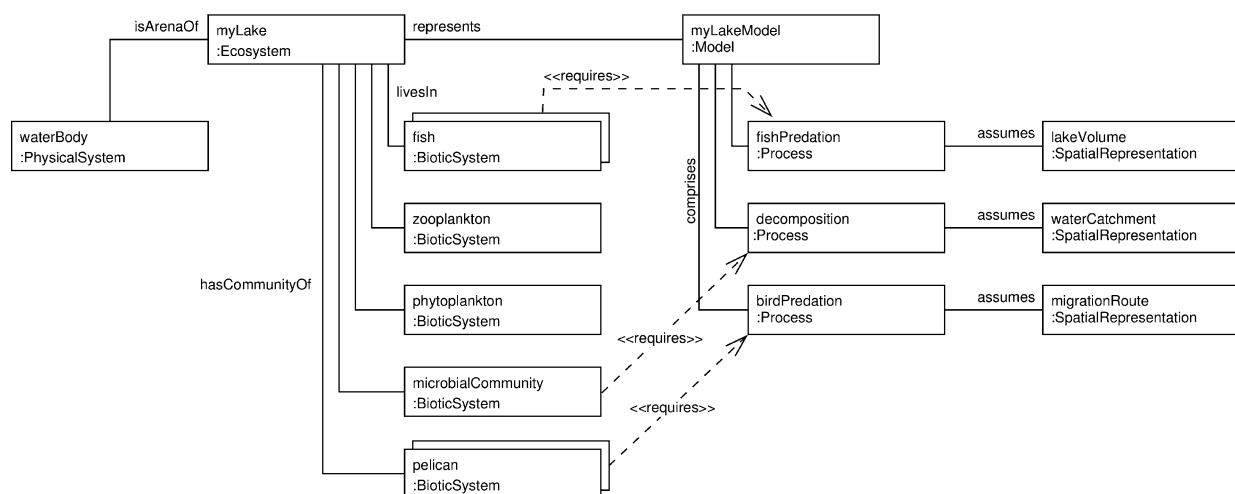 isArenaOf
myLake
:Ecosystem
represents
myLakeModel
:Model
<<requires>>
livesIn
waterBody
:PhysicalSystem
fish
:BioticSystem
fishPredation
:Process
assumes
lakeVolume
:SpatialRepresentation
comprises
zooplankton
:BioticSystem
decomposition
:Process
assumes
waterCatchment
:SpatialRepresentation
hasCommunityOf
phytoplankton
:BioticSystem
birdPredation
:Process
assumes
migrationRoute
:SpatialRepresentation
<<requires>>
microbialCommunity
:BioticSystem
<<requires>>
pelican
:BioticSystem